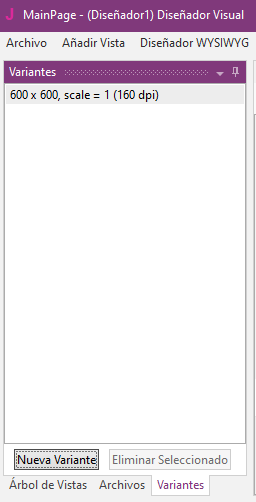 MainPage - (Diseñador1) Diseñador Visual
Archivo Añadir Vista Diseñador WYSIWYG
Variantes
600 x 600, scale = 1 (160 dpi)
Nueva Variante Eliminar Seleccionado
Árbol de Vistas Archivos Variantes